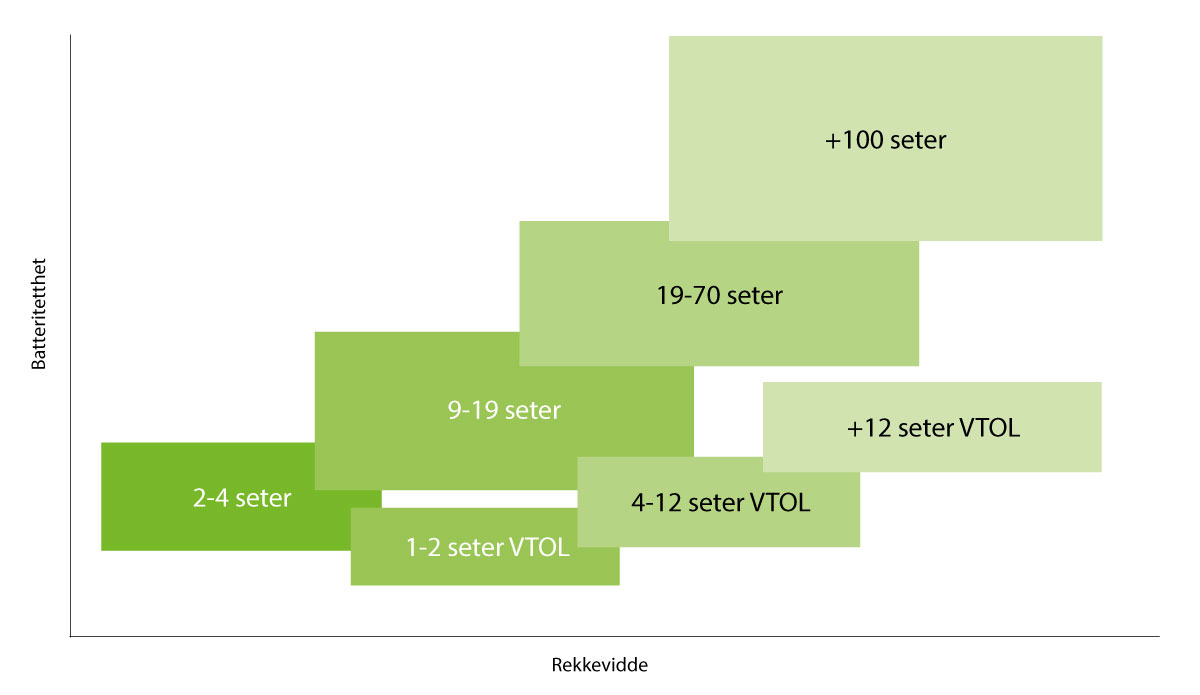 +100 seter
19-70 seter
Batteritetthet
9-19 seter
+12 seter VTOL
2-4 seter
4-12 seter VTOL
1-2 seter VTOL
Rekkevidde